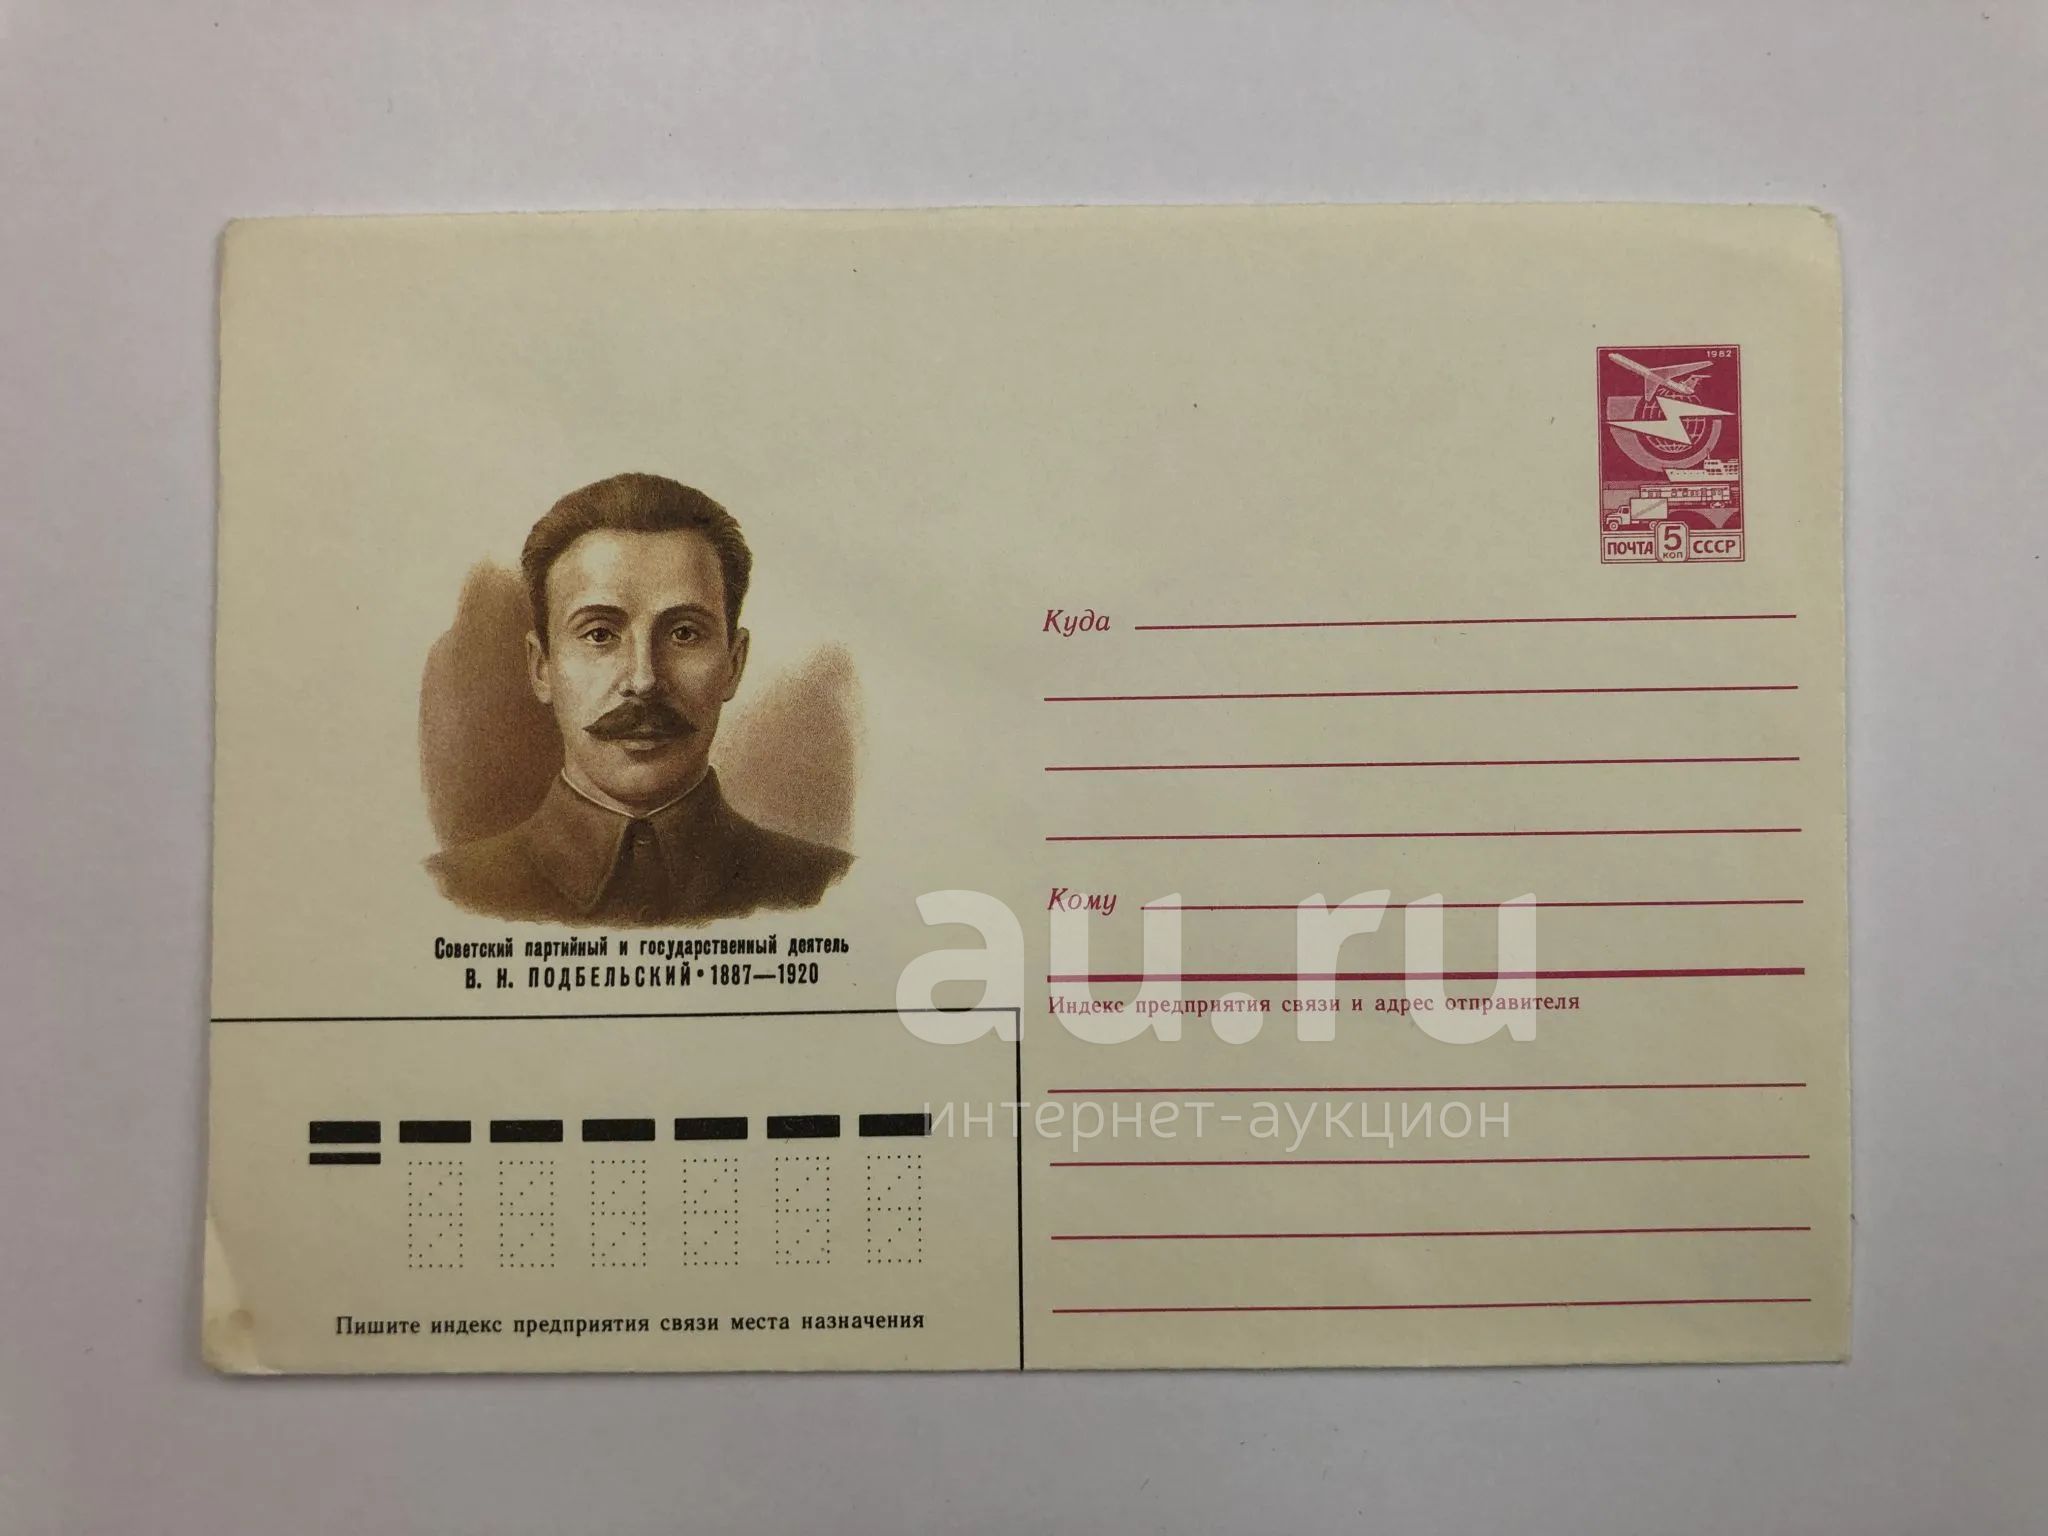 1982
ПОЧТА 5 КОП СССР
Куда
Советский партийный и государственный деятель
В. Н. ПОДБЕЛЬСКИЙ • 1887—1920
Кому
Индекс предприятия связи и адрес отправителя
au.ru
интернет-аукцион
Пишите индекс предприятия связи места назначения